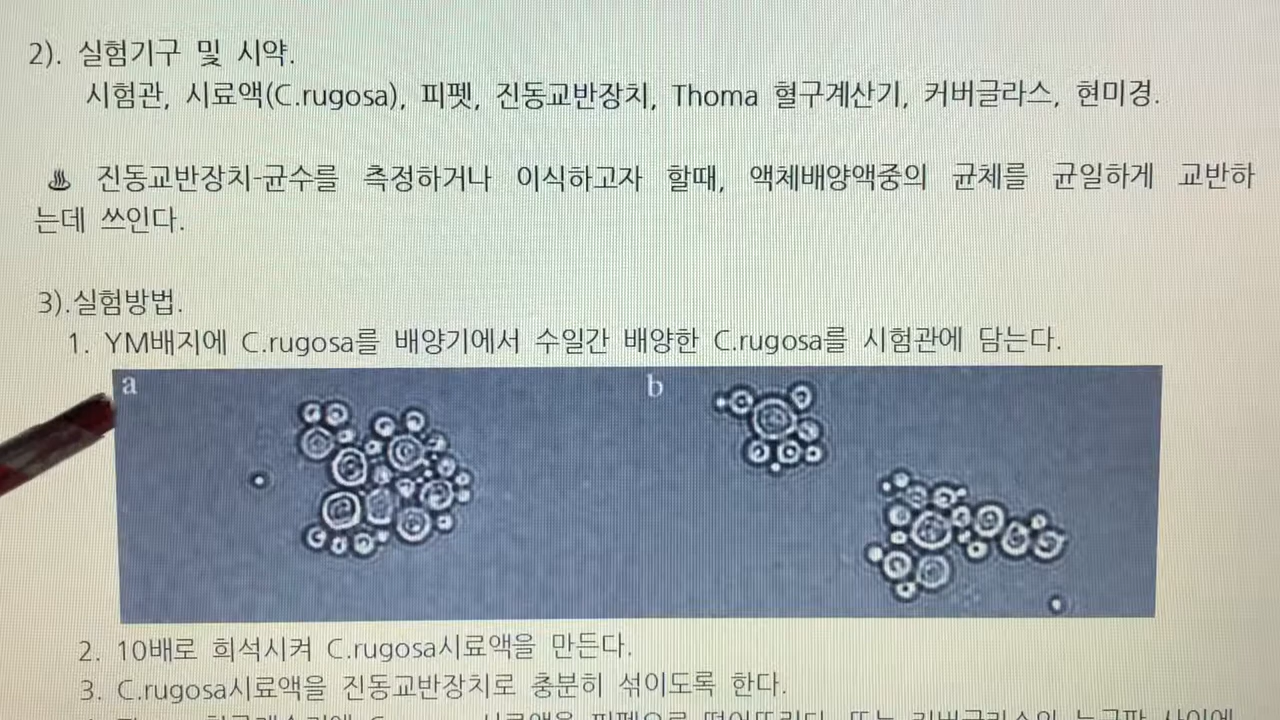 2). 실험기구 및 시약.
시험관, 시료액(C.rugosa), 피펫, 진동교반장치, Thoma 혈구계산기, 커버글라스, 현미경.
♨ 진동교반장치-균수를 측정하거나 이식하고자 할때, 액체배양액중의 균체를 균일하게 교반하
는데 쓰인다.
3).실험방법.
1. YM배지에 C.rugosa를 배양기에서 수일간 배양한 C.rugosa를 시험관에 담는다.
a
b
2. 10배로 희석시켜 C.rugosa시료액을 만든다.
3. C.rugosa시료액을 진동교반장치로 충분히 섞이도록 한다.